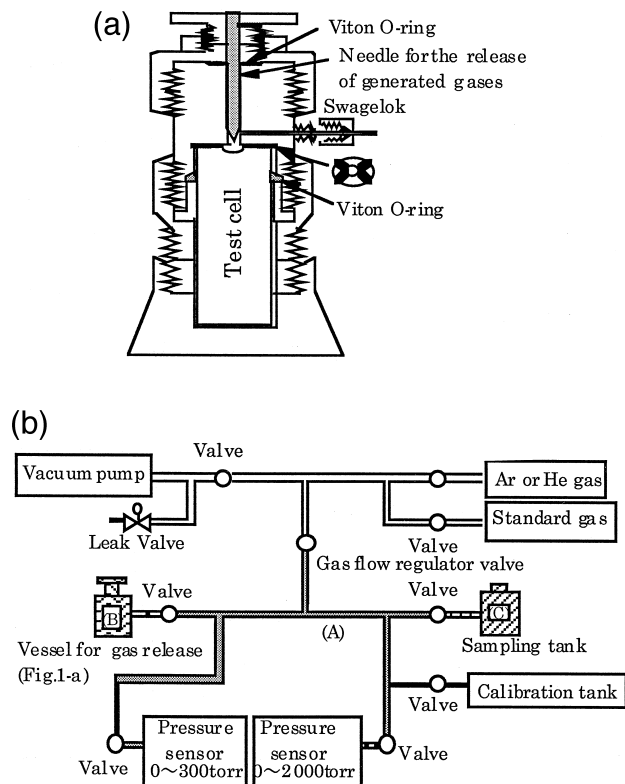 (a)
Viton O-ring
Needle for the release
of generated gases
Swagelok
Viton O-ring
Test cell
(b)
Valve
Vacuum pump
Ar or He gas
Standard gas
Leak Valve
Valve
Gas flow regulator valve
Valve
Valve
(B)
(C)
(A)
Vessel for gas release
(Fig.1-a)
Sampling tank
Calibration tank
Valve
Pressure
sensor
0~300torr
Pressure
sensor
0~2000torr
Valve
Valve